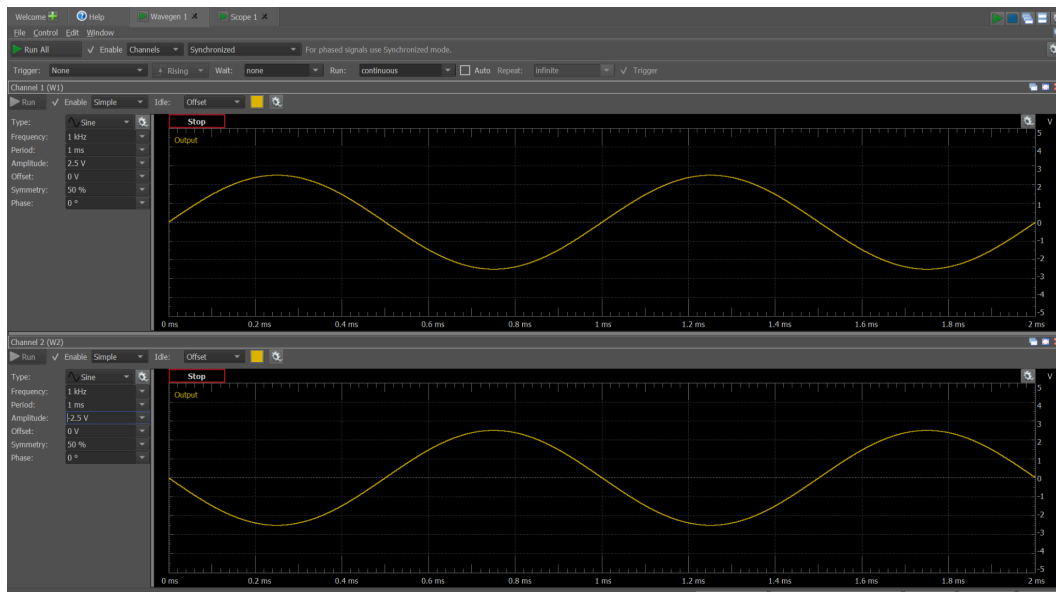 Welcome Help Wavegen 1 Scope 1
File Control Edit Window
Run All Enable Channels Synchronized For phased signals use Synchronized mode.
Trigger: None Rising Wait: none Run: continuous Auto Repeat: infinite Trigger
Channel 1 (W1)
Run Enable Simple Idle: Offset
Type: Sine
Frequency: 1 kHz
Period: 1 ms
Amplitude: 2.5 V
Offset: 0 V
Symmetry: 50 %
Phase: 0 °
Stop
V
Output
5
4
3
2
1
0
-1
-2
-3
-4
-5
0 ms 0.2 ms 0.4 ms 0.6 ms 0.8 ms 1 ms 1.2 ms 1.4 ms 1.6 ms 1.8 ms 2 ms
Channel 2 (W2)
Run Enable Simple Idle: Offset
Type: Sine
Frequency: 1 kHz
Period: 1 ms
Amplitude: -2.5 V
Offset: 0 V
Symmetry: 50 %
Phase: 0 °
Stop
V
Output
5
4
3
2
1
0
-1
-2
-3
-4
-5
0 ms 0.2 ms 0.4 ms 0.6 ms 0.8 ms 1 ms 1.2 ms 1.4 ms 1.6 ms 1.8 ms 2 ms